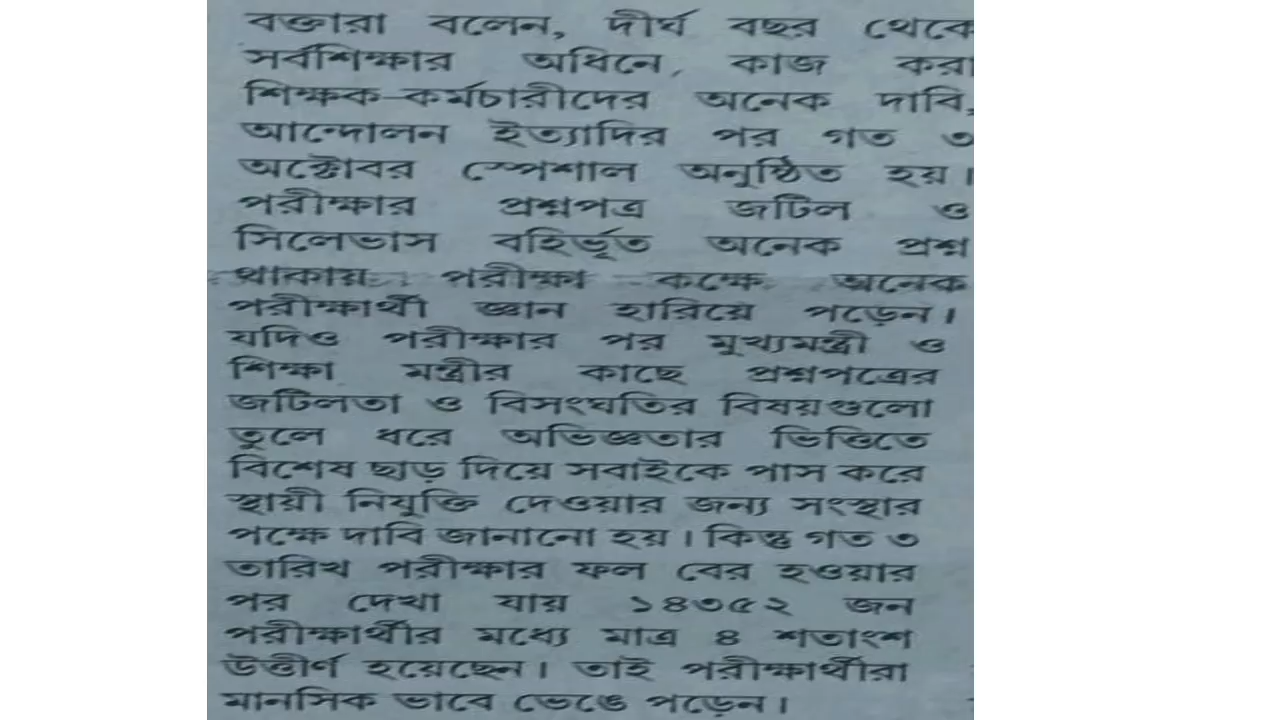 বক্তারা বলেন, দীর্ঘ বছর থেকে
সর্বশিক্ষার অধিনে, কাজ করা
শিক্ষক-কর্মচারীদের অনেক দাবি,
আন্দোলন ইত্যাদির পর গত ৩
অক্টোবর স্পেশাল অনুষ্ঠিত হয়।
পরীক্ষার প্রশ্নপত্র জটিল ও
সিলেভাস বহির্ভূত অনেক প্রশ্ন
থাকায় পরীক্ষা কক্ষে অনেক
পরীক্ষার্থী জ্ঞান হারিয়ে পড়েন।
যদিও পরীক্ষার পর মুখ্যমন্ত্রী ও
শিক্ষা মন্ত্রীর কাছে প্রশ্নপত্রের
জটিলতা ও বিসংঘতির বিষয়গুলো
তুলে ধরে অভিজ্ঞতার ভিত্তিতে
বিশেষ ছাড় দিয়ে সবাইকে পাস করে
স্থায়ী নিযুক্তি দেওয়ার জন্য সংস্থার
পক্ষে দাবি জানানো হয়। কিন্তু গত ৩
তারিখ পরীক্ষার ফল বের হওয়ার
পর দেখা যায় ১৪৩৫২ জন
পরীক্ষার্থীর মধ্যে মাত্র ৪ শতাংশ
উত্তীর্ণ হয়েছেন। তাই পরীক্ষার্থীরা
মানসিক ভাবে ভেঙে পড়েন।